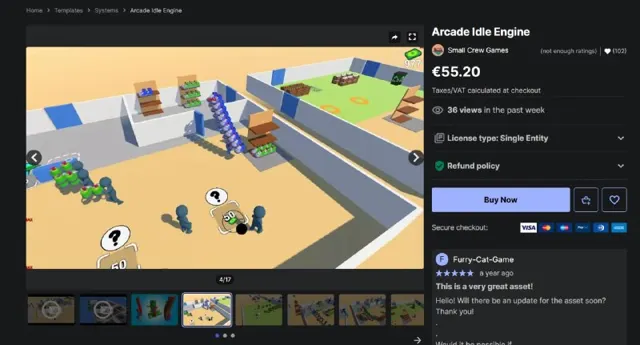 Home > Templates > Systems > Arcade Idle Engine
Arcade Idle Engine
Small Crew Games
(not enough ratings)
(102)
€55.20
Taxes/VAT calculated at checkout
36 views in the past week
License type: Single Entity
Refund policy
Buy Now
Secure checkout:
VISA
?
50
?
50
4/17
F
Furry-Cat-Game
a year ago
This is a very great asset!
Hello! Will there be an update for the asset soon?
Thank you!
.
.
Would it be possible if